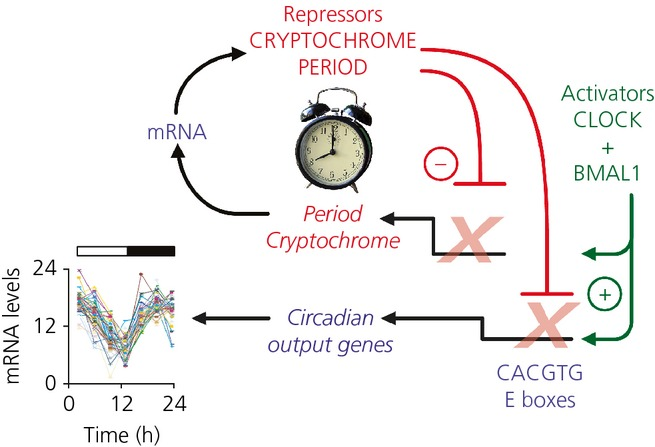 Repressors
CRYPTOCHROME
PERIOD
Activators
CLOCK
+
BMAL1
mRNA
−
Period
Cryptochrome
X
+
X
Circadian
output genes
CACGTG
E boxes
mRNA levels
24
12
0
0 12 24
Time (h)